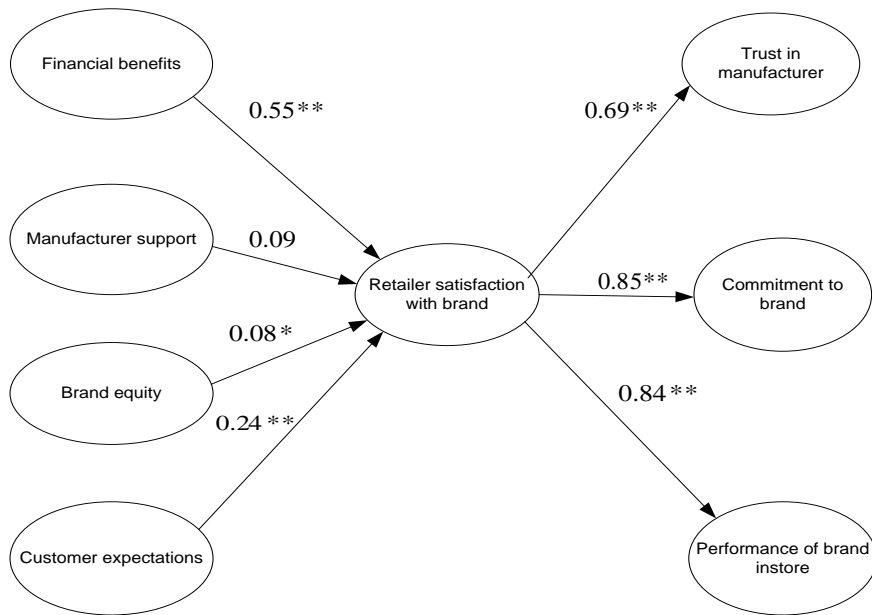 Financial benefits
Trust in
manufacturer
0.55**
0.69**
Manufacturer support
0.09
Retailer satisfaction
with brand
0.85**
Commitment to
brand
0.08*
Brand equity
0.24**
0.84**
Customer expectations
Performance of brand
instore